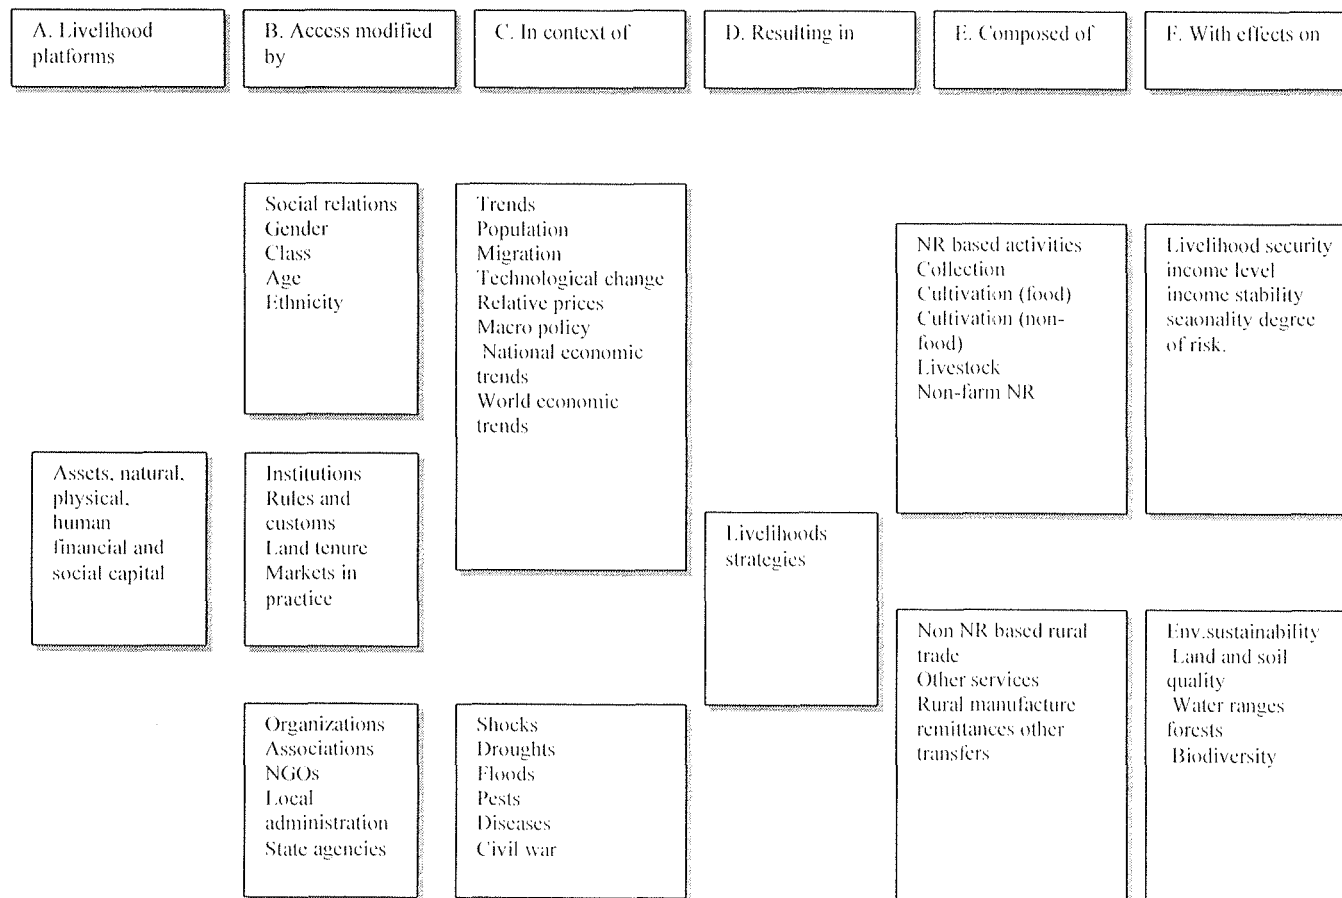 A. Livelihood
platforms
B. Access modified
by
C. In context of
D. Resulting in
E. Composed of
F. With effects on
Assets, natural,
physical,
human
financial and
social capital
Social relations
Gender
Class
Age
Ethnicity
Institutions
Rules and
customs
Land tenure
Markets in
practice
Organizations
Associations
NGOs
Local
administration
State agencies
Trends
Population
Migration
Technological change
Relative prices
Macro policy
National economic
trends
World economic
trends
Shocks
Droughts
Floods
Pests
Diseases
Civil war
Livelihoods
strategies
NR based activities
Collection
Cultivation (food)
Cultivation (non-
food)
Livestock
Non-farm NR
Non NR based rural
trade
Other services
Rural manufacture
remittances other
transfers
Livelihood security
income level
income stability
seaonality degree
of risk.
Env.sustainability
Land and soil
quality
Water ranges
forests
Biodiversity